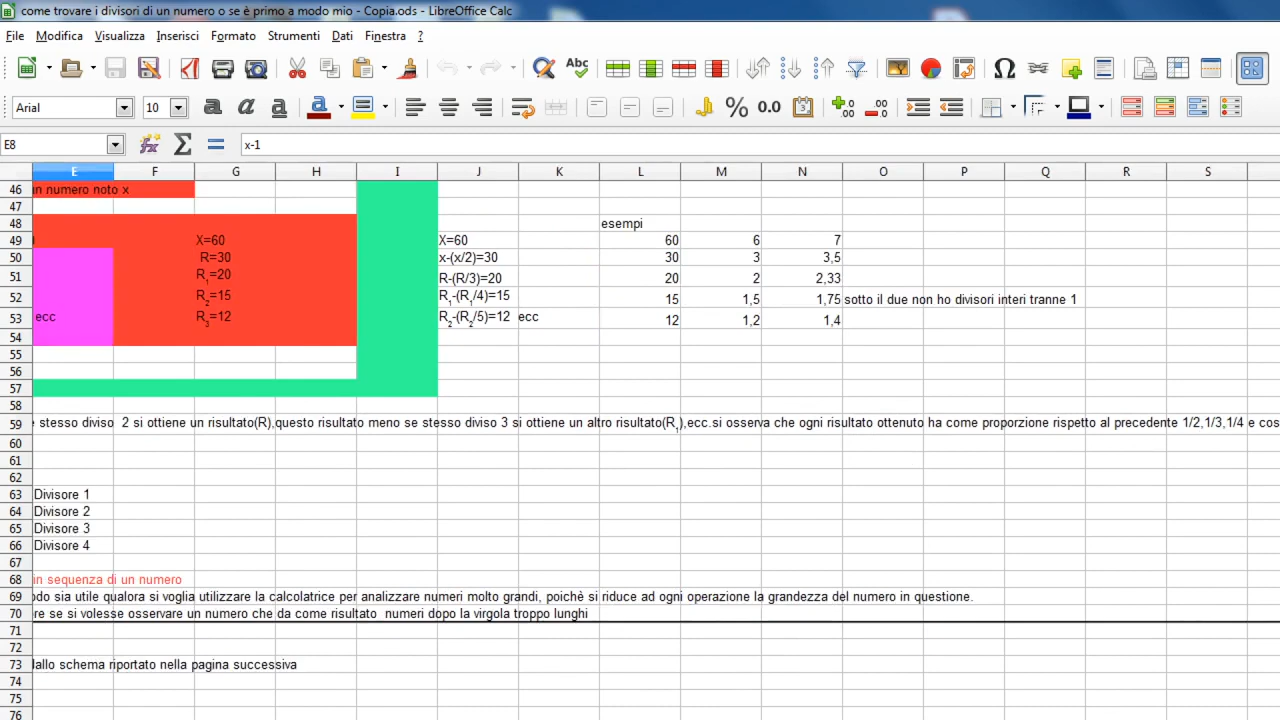 come trovare i divisori di un numero o se è primo a modo mio - Copia.ods - LibreOffice Calc
File Modifica Visualizza Inserisci Formato Strumenti Dati Finestra ?
Abc
Arial 10 a a a a % 0.0
E8 x-1
E F G H I J K L M N O P Q R S
46 in numero noto x
47
48 esempi
49 X=60 X=60 60 6 7
50 R=30 x-(x/2)=30 30 3 3,5
51 R1=20 R-(R/3)=20 20 2 2,33
52 R2=15 R1-(R1/4)=15 15 1,5 1,75 sotto il due non ho divisori interi tranne 1
53 ecc R3=12 R2-(R2/5)=12 ecc 12 1,2 1,4
54
55
56
57
58
59 stesso diviso  2 si ottiene un risultato(R),questo risultato meno se stesso diviso 3 si ottiene un altro risultato(R1),ecc.si osserva che ogni risultato ottenuto ha come proporzione rispetto al precedente 1/2,1/3,1/4 e cos
60
61
62
63 Divisore 1
64 Divisore 2
65 Divisore 3
66 Divisore 4
67
68 in sequenza di un numero
69 odo sia utile qualora si voglia utilizzare la calcolatrice per analizzare numeri molto grandi, poichè si riduce ad ogni operazione la grandezza del numero in questione.
70 re se si volesse osservare un numero che da come risultato  numeri dopo la virgola troppo lunghi
71
72
73 dallo schema riportato nella pagina successiva
74
75
76